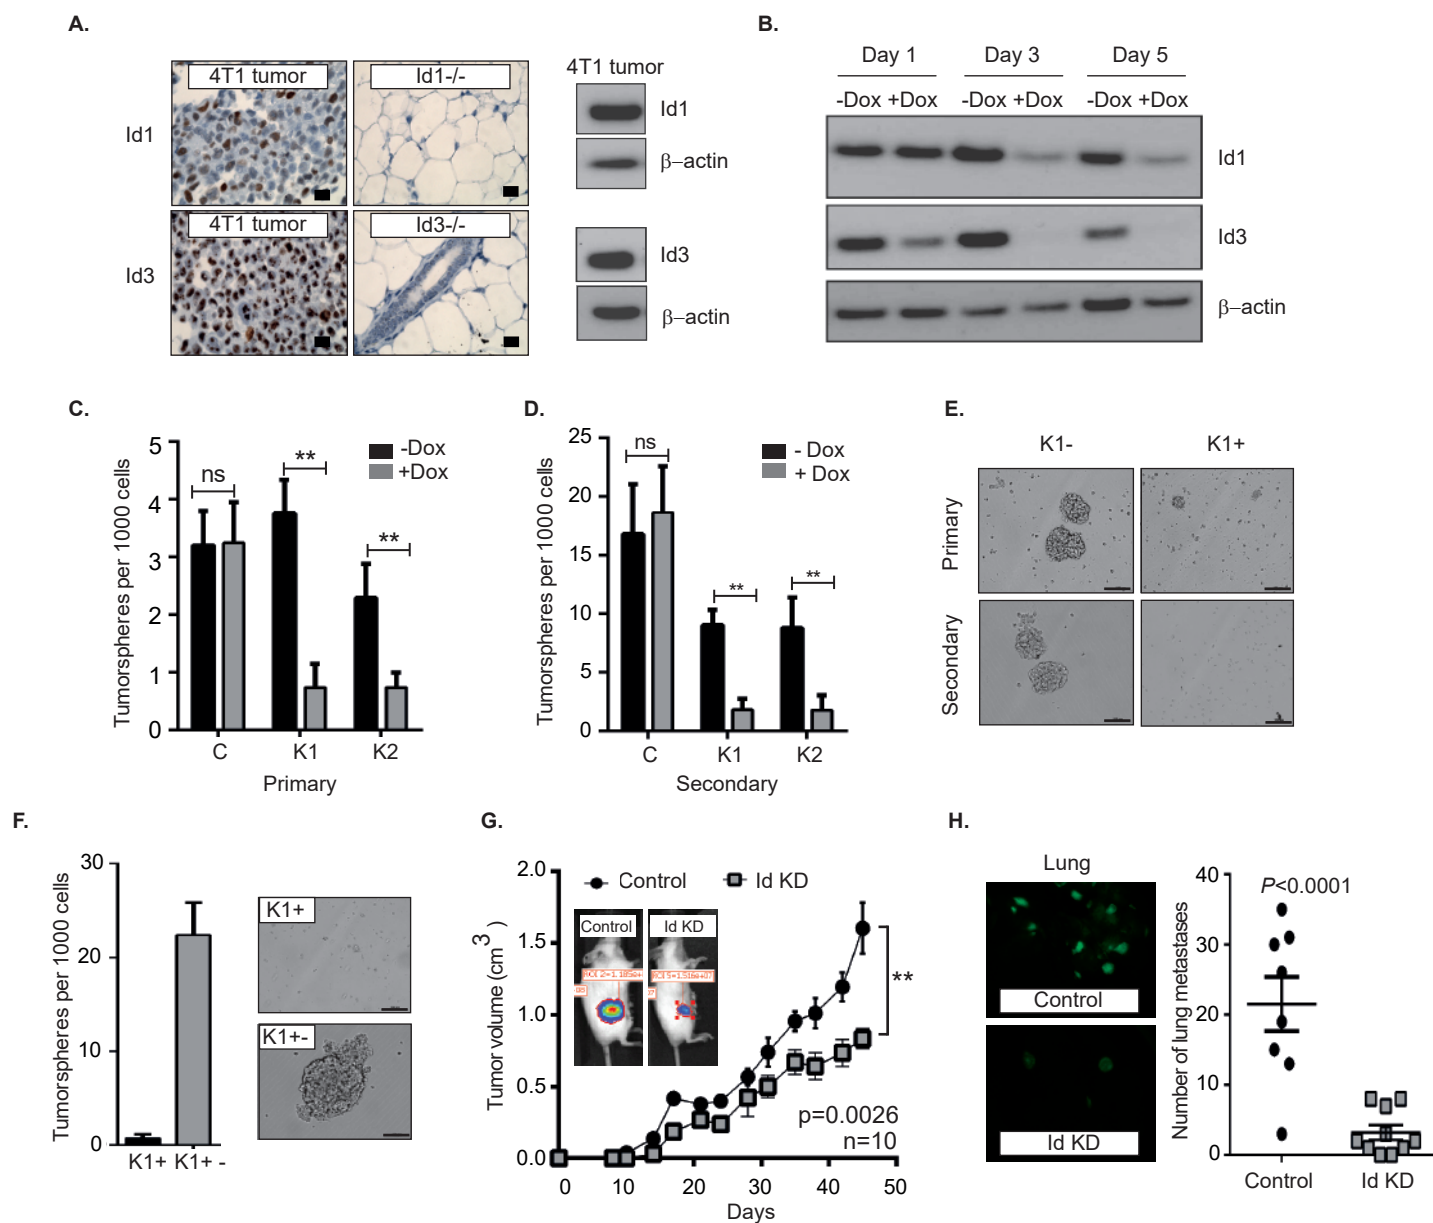 A.
4T1 tumor
Id1-/-
Id1
4T1 tumor
Id3-/-
Id3
4T1 tumor
Id1
β−actin
Id3
β−actin
B.
Day 1 Day 3 Day 5
-Dox +Dox -Dox +Dox -Dox +Dox
Id1
Id3
β−actin
C.
Tumorspheres per 1000 cells
5
4
3
2
1
0
ns
**
**
-Dox
+Dox
C K1 K2
Primary
D.
Tumorspheres per 1000 cells
25
20
15
10
5
0
ns
**
**
- Dox
+ Dox
C K1 K2
Secondary
E.
K1- K1+
Primary
Secondary
F.
Tumorspheres per 1000 cells
30
20
10
0
K1+ K1+ -
K1+
K1+-
G.
Tumor volume (cm3)
2.0
1.5
1.0
0.5
0.0
Control Id KD
Control
Id KD
**
p=0.0026
n=10
0 10 20 30 40 50
Days
H.
Lung
Control
Id KD
Number of lung metastases
40
30
20
10
0
P<0.0001
Control Id KD